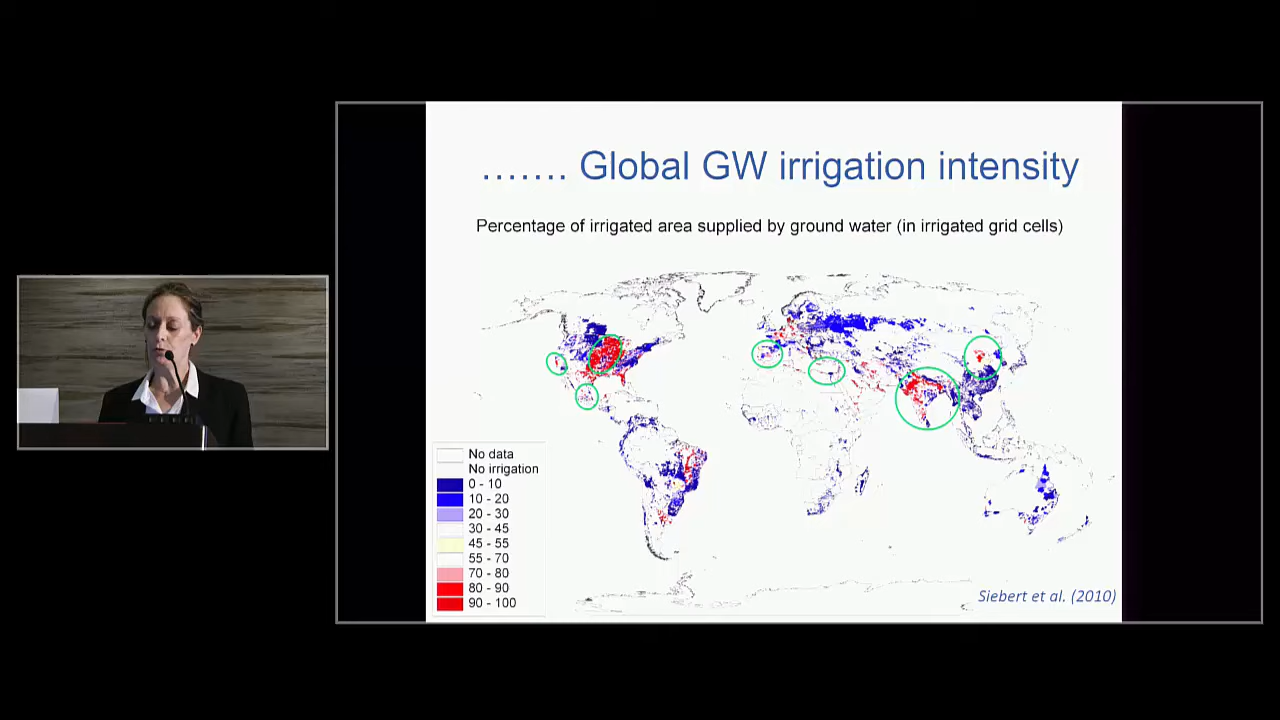 ....... Global GW irrigation intensity
Percentage of irrigated area supplied by ground water (in irrigated grid cells)
No data
No irrigation
0 - 10
10 - 20
20 - 30
30 - 45
45 - 55
55 - 70
70 - 80
80 - 90
90 - 100
Siebert et al. (2010)